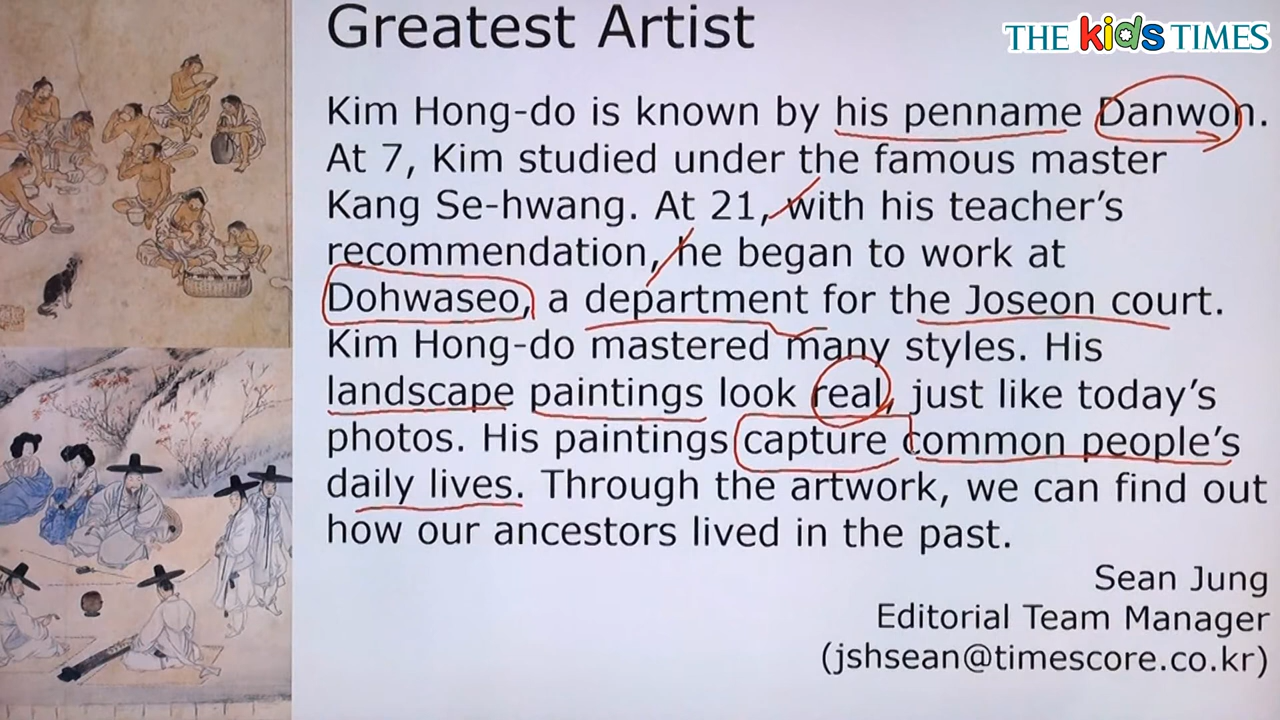 Greatest Artist
THE kids TIMES
Kim Hong-do is known by his penname Danwon.
At 7, Kim studied under the famous master
Kang Se-hwang. At 21, with his teacher’s
recommendation, he began to work at
Dohwaseo, a department for the Joseon court.
Kim Hong-do mastered many styles. His
landscape paintings look real, just like today’s
photos. His paintings capture common people’s
daily lives. Through the artwork, we can find out
how our ancestors lived in the past.
Sean Jung
Editorial Team Manager
(jshsean@timescore.co.kr)